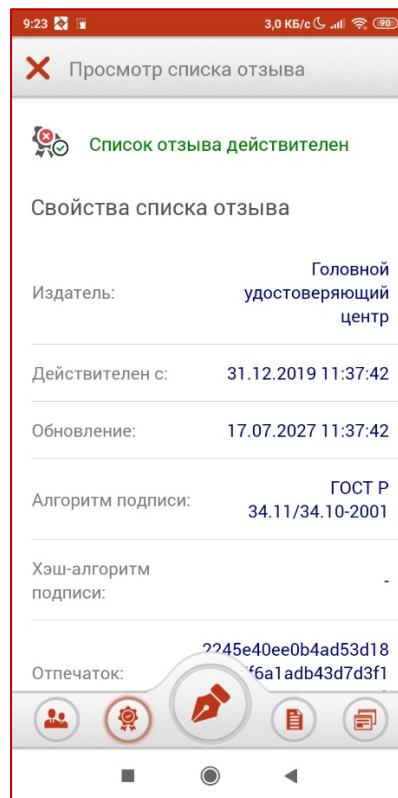 9:23 3,0 КБ/с 90
Просмотр списка отзыва
Список отзыва действителен
Свойства списка отзыва
Издатель: Головной удостоверяющий центр
Действителен с: 31.12.2019 11:37:42
Обновление: 17.07.2027 11:37:42
Алгоритм подписи: ГОСТ Р 34.11/34.10-2001
Хэш-алгоритм подписи: -
Отпечаток: 2245e40ee0b4ad53d18
f6a1adb43d7d3f1